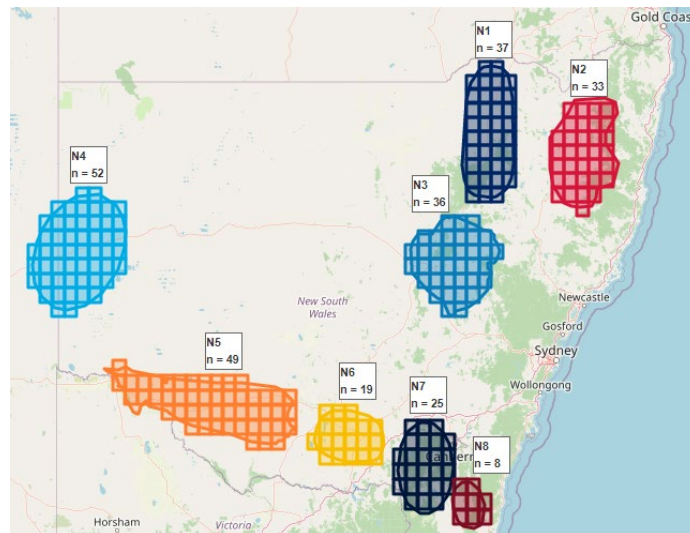 Gold Coas
N1
n = 37
N2
n = 33
N4
n = 52
N3
n = 36
New South
Wales
Newcastle
Gosford
Sydney
Wollongong
N5
n = 49
N6
n = 19
N7
n = 25
N8
n = 8
Horsham
Victoria